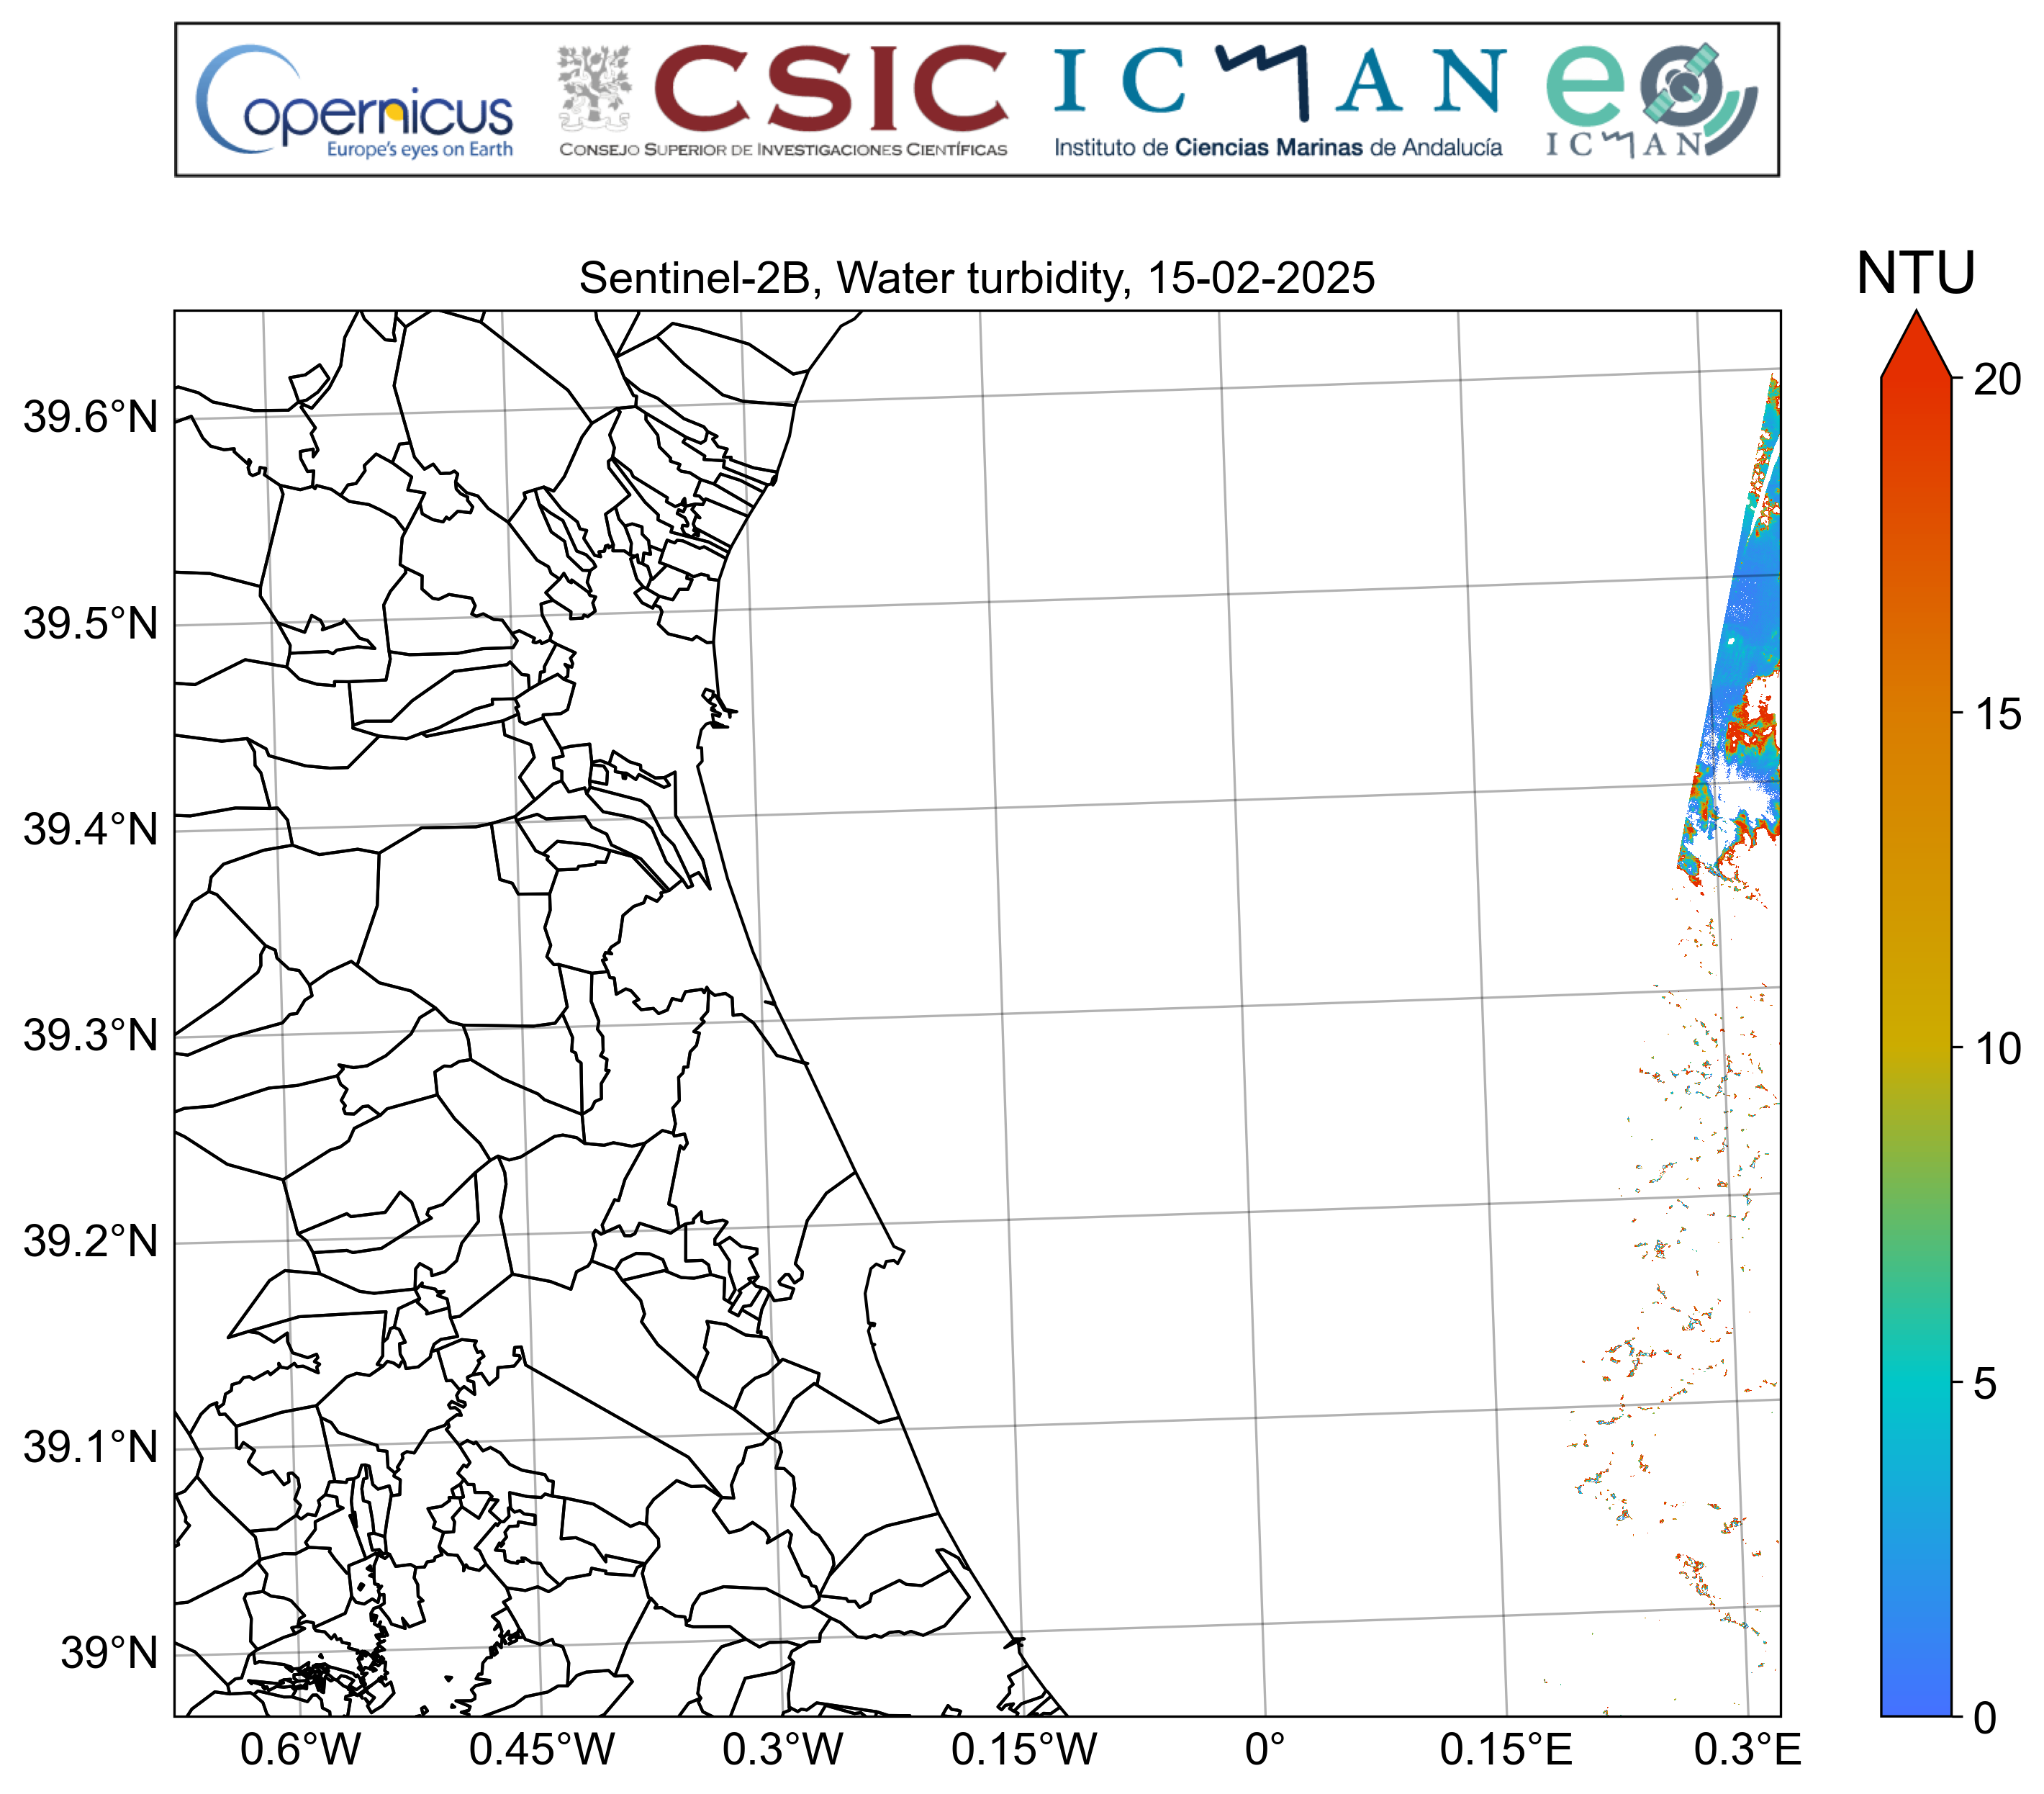 Copernicus
Europe's eyes on Earth
CSIC
CONSEJO SUPERIOR DE INVESTIGACIONES CIENTÍFICAS
ICMAN
Instituto de Ciencias Marinas de Andalucía
eo
ICMAN
Sentinel-2B, Water turbidity, 15-02-2025
NTU
39.6°N
39.5°N
39.4°N
39.3°N
39.2°N
39.1°N
39°N
0.6°W
0.45°W
0.3°W
0.15°W
0°
0.15°E
0.3°E
20
15
10
5
0